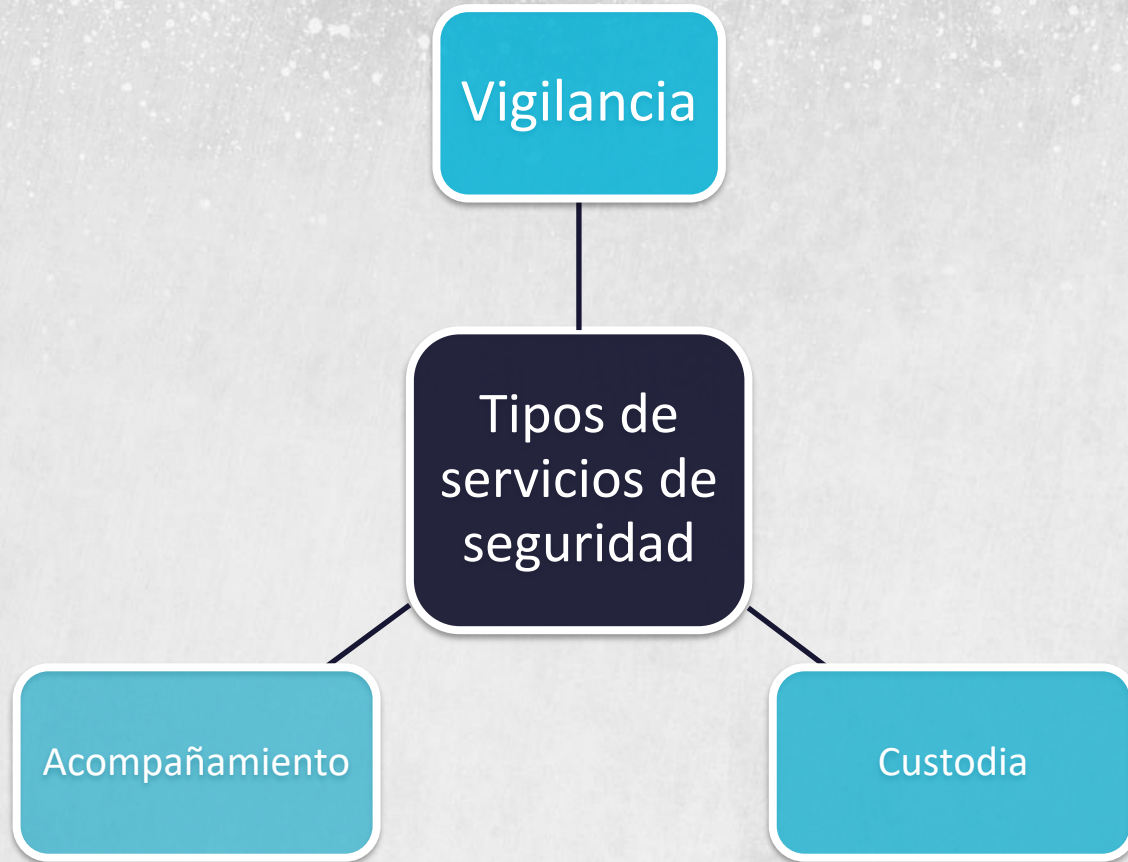 Vigilancia
Tipos de
servicios de
seguridad
Acompañamiento
Custodia